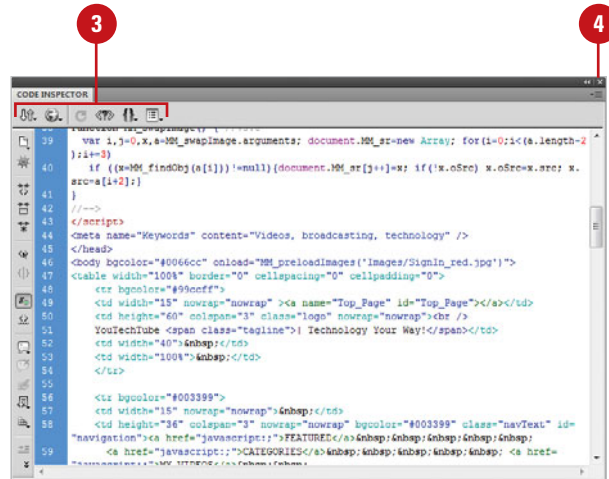 3
4
CODE INSPECTOR
39 var i,j=0,x,a=MM_swapImage.arguments; document.MM_sr=new Array; for(i=0;i<(a.length-2
);i+=3)
40 if ((x=MM_findObj(a[i]))!=null){document.MM_sr[j++]=x; if(!x.oSrc) x.oSrc=x.src; x.
src=a[i+2];}
41 }
42 //-->
43 </script>
44 <meta name="Keywords" content="Videos, broadcasting, technology" />
45 </head>
46 <body bgcolor="#0066cc" onload="MM_preloadImages('Images/SignIn_red.jpg')">
47 <table width="100%" border="0" cellspacing="0" cellpadding="0">
48 <tr bgcolor="#99ccff">
49 <td width="15" nowrap="nowrap" ><a name="Top_Page" id="Top_Page"></a></td>
50 <td height="60" colspan="3" class="logo" nowrap="nowrap"><br />
51 YouTechTube <span class="tagline">| Technology Your Way!</span></td>
52 <td width="40">&nbsp;</td>
53 <td width="100%">&nbsp;</td>
54 </tr>
55
56 <tr bgcolor="#003399">
57 <td width="15" nowrap="nowrap">&nbsp;</td>
58 <td height="36" colspan="3" nowrap="nowrap" bgcolor="#003399" class="navText" id=
"navigation"><a href="javascript:;">FEATURED</a>&nbsp;&nbsp;&nbsp;&nbsp;&nbsp;
59 <a href="javascript:;">CATEGORIES</a>&nbsp;&nbsp;&nbsp;&nbsp;&nbsp; <a href=